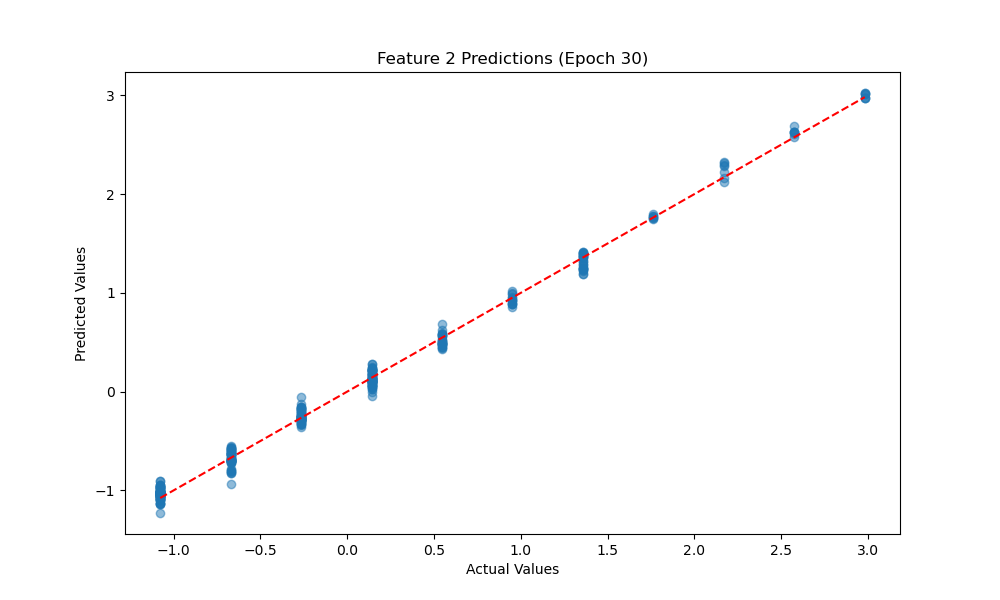 Feature 2 Predictions (Epoch 30)
Predicted Values
3
2
1
0
−1
−1.0 −0.5 0.0 0.5 1.0 1.5 2.0 2.5 3.0
Actual Values